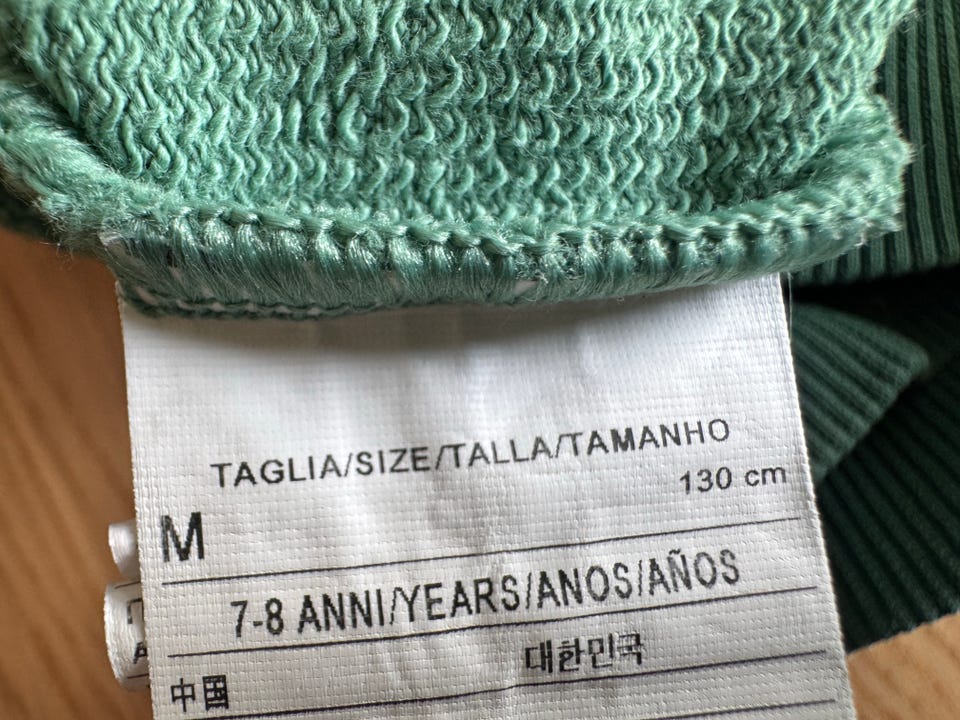 TAGLIA/SIZE/TALLA/TAMANHO
130 cm
M
7-8 ANNI/YEARS/ANOS/AÑOS
대한민국
中国